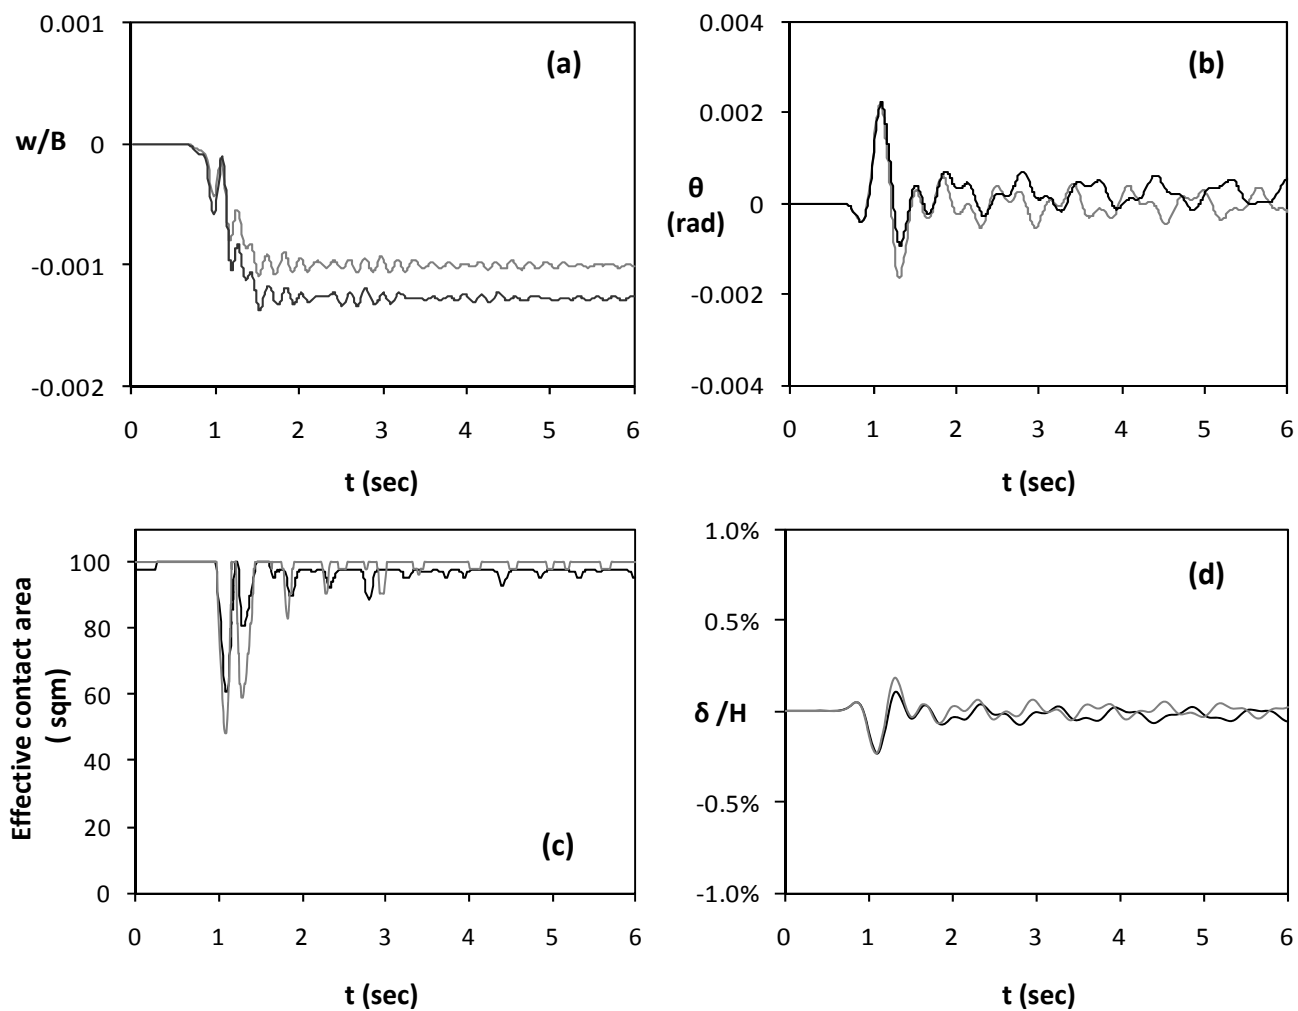 0.001
(a)
w/B
0
-0.001
-0.002
0 1 2 3 4 5 6
t (sec)
0.004
(b)
0.002
θ
(rad)
0
-0.002
-0.004
0 1 2 3 4 5 6
t (sec)
Effective contact area
( sqm)
100
80
60
40
20
0
(c)
0 1 2 3 4 5 6
t (sec)
1.0%
(d)
0.5%
δ /H
0
-0.5%
-1.0%
0 1 2 3 4 5 6
t (sec)